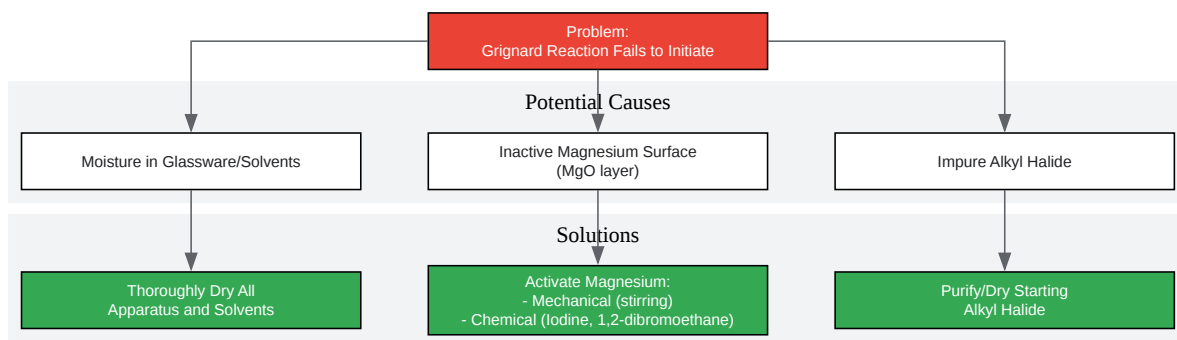 Problem:
Grignard Reaction Fails to Initiate
Potential Causes
Moisture in Glassware/Solvents
Inactive Magnesium Surface
(MgO layer)
Impure Alkyl Halide
Solutions
Thoroughly Dry All
Apparatus and Solvents
Activate Magnesium:
- Mechanical (stirring)
- Chemical (Iodine, 1,2-dibromoethane)
Purify/Dry Starting
Alkyl Halide